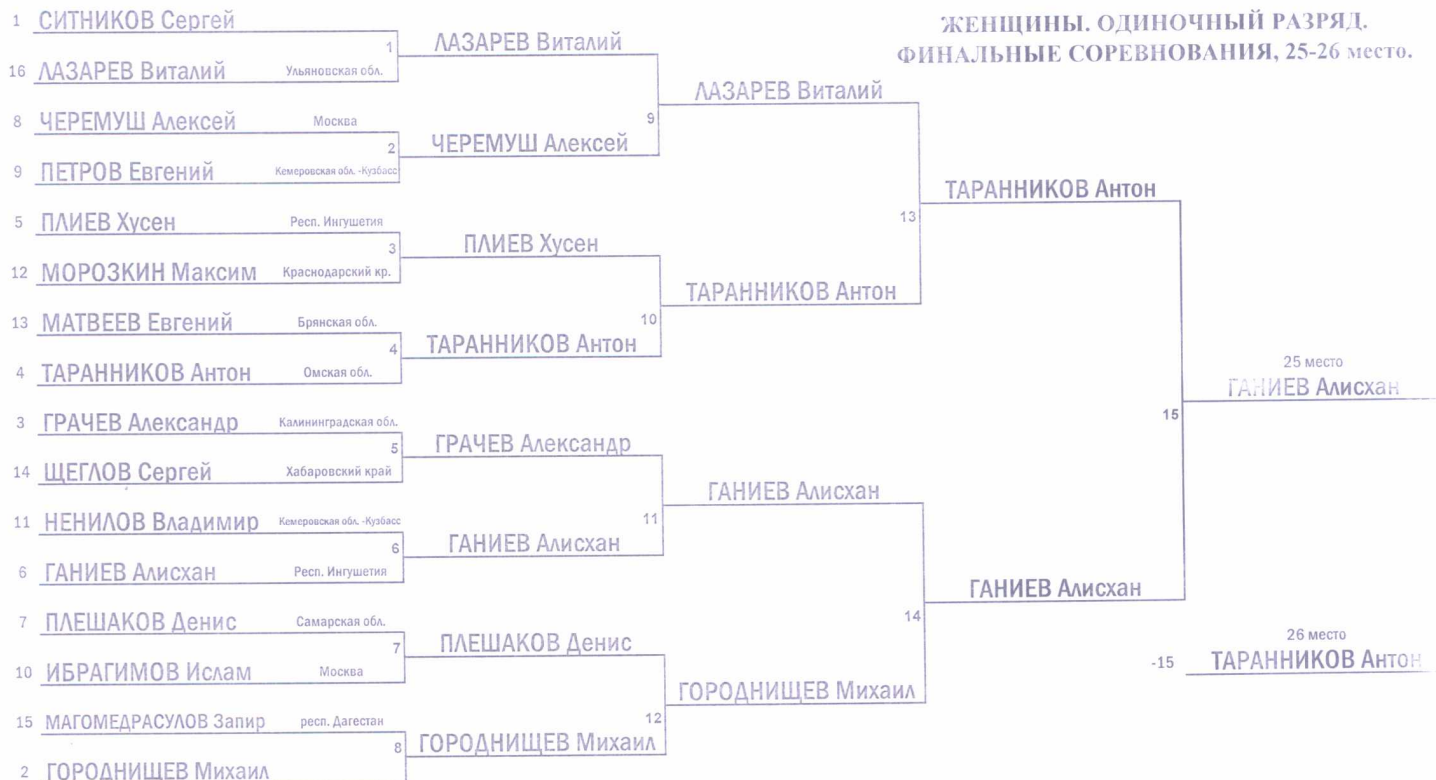 ЖЕНЩИНЫ. ОДИНОЧНЫЙ РАЗРЯД.
ФИНАЛЬНЫЕ СОРЕВНОВАНИЯ, 25-26 место.
1 СИТНИКОВ Сергей
1 ЛАЗАРЕВ Виталий
16 ЛАЗАРЕВ Виталий Ульяновская обл.
ЛАЗАРЕВ Виталий
8 ЧЕРЕМУШ Алексей Москва
9
2 ЧЕРЕМУШ Алексей
9 ПЕТРОВ Евгений Кемеровская обл. -Кузбасс
ТАРАННИКОВ Антон
5 ПЛИЕВ Хусен Респ. Ингушетия
13
3 ПЛИЕВ Хусен
12 МОРОЗКИН Максим Краснодарский кр.
ТАРАННИКОВ Антон
13 МАТВЕЕВ Евгений Брянская обл.
10
4 ТАРАННИКОВ Антон
4 ТАРАННИКОВ Антон Омская обл.
25 место
ГАНИЕВ Алисхан
15
3 ГРАЧЕВ Александр Калининградская обл.
5 ГРАЧЕВ Александр
14 ЩЕГЛОВ Сергей Хабаровский край
ГАНИЕВ Алисхан
11 НЕНИЛОВ Владимир Кемеровская обл. -Кузбасс
11
6 ГАНИЕВ Алисхан
6 ГАНИЕВ Алисхан Респ. Ингушетия
ГАНИЕВ Алисхан
7 ПЛЕШАКОВ Денис Самарская обл.
14
7 ПЛЕШАКОВ Денис
26 место
10 ИБРАГИМОВ Ислам Москва
-15 ТАРАННИКОВ Антон
ГОРОДНИЩЕВ Михаил
15 МАГОМЕДРАСУЛОВ Запир респ. Дагестан
12
8 ГОРОДНИЩЕВ Михаил
2 ГОРОДНИЩЕВ Михаил